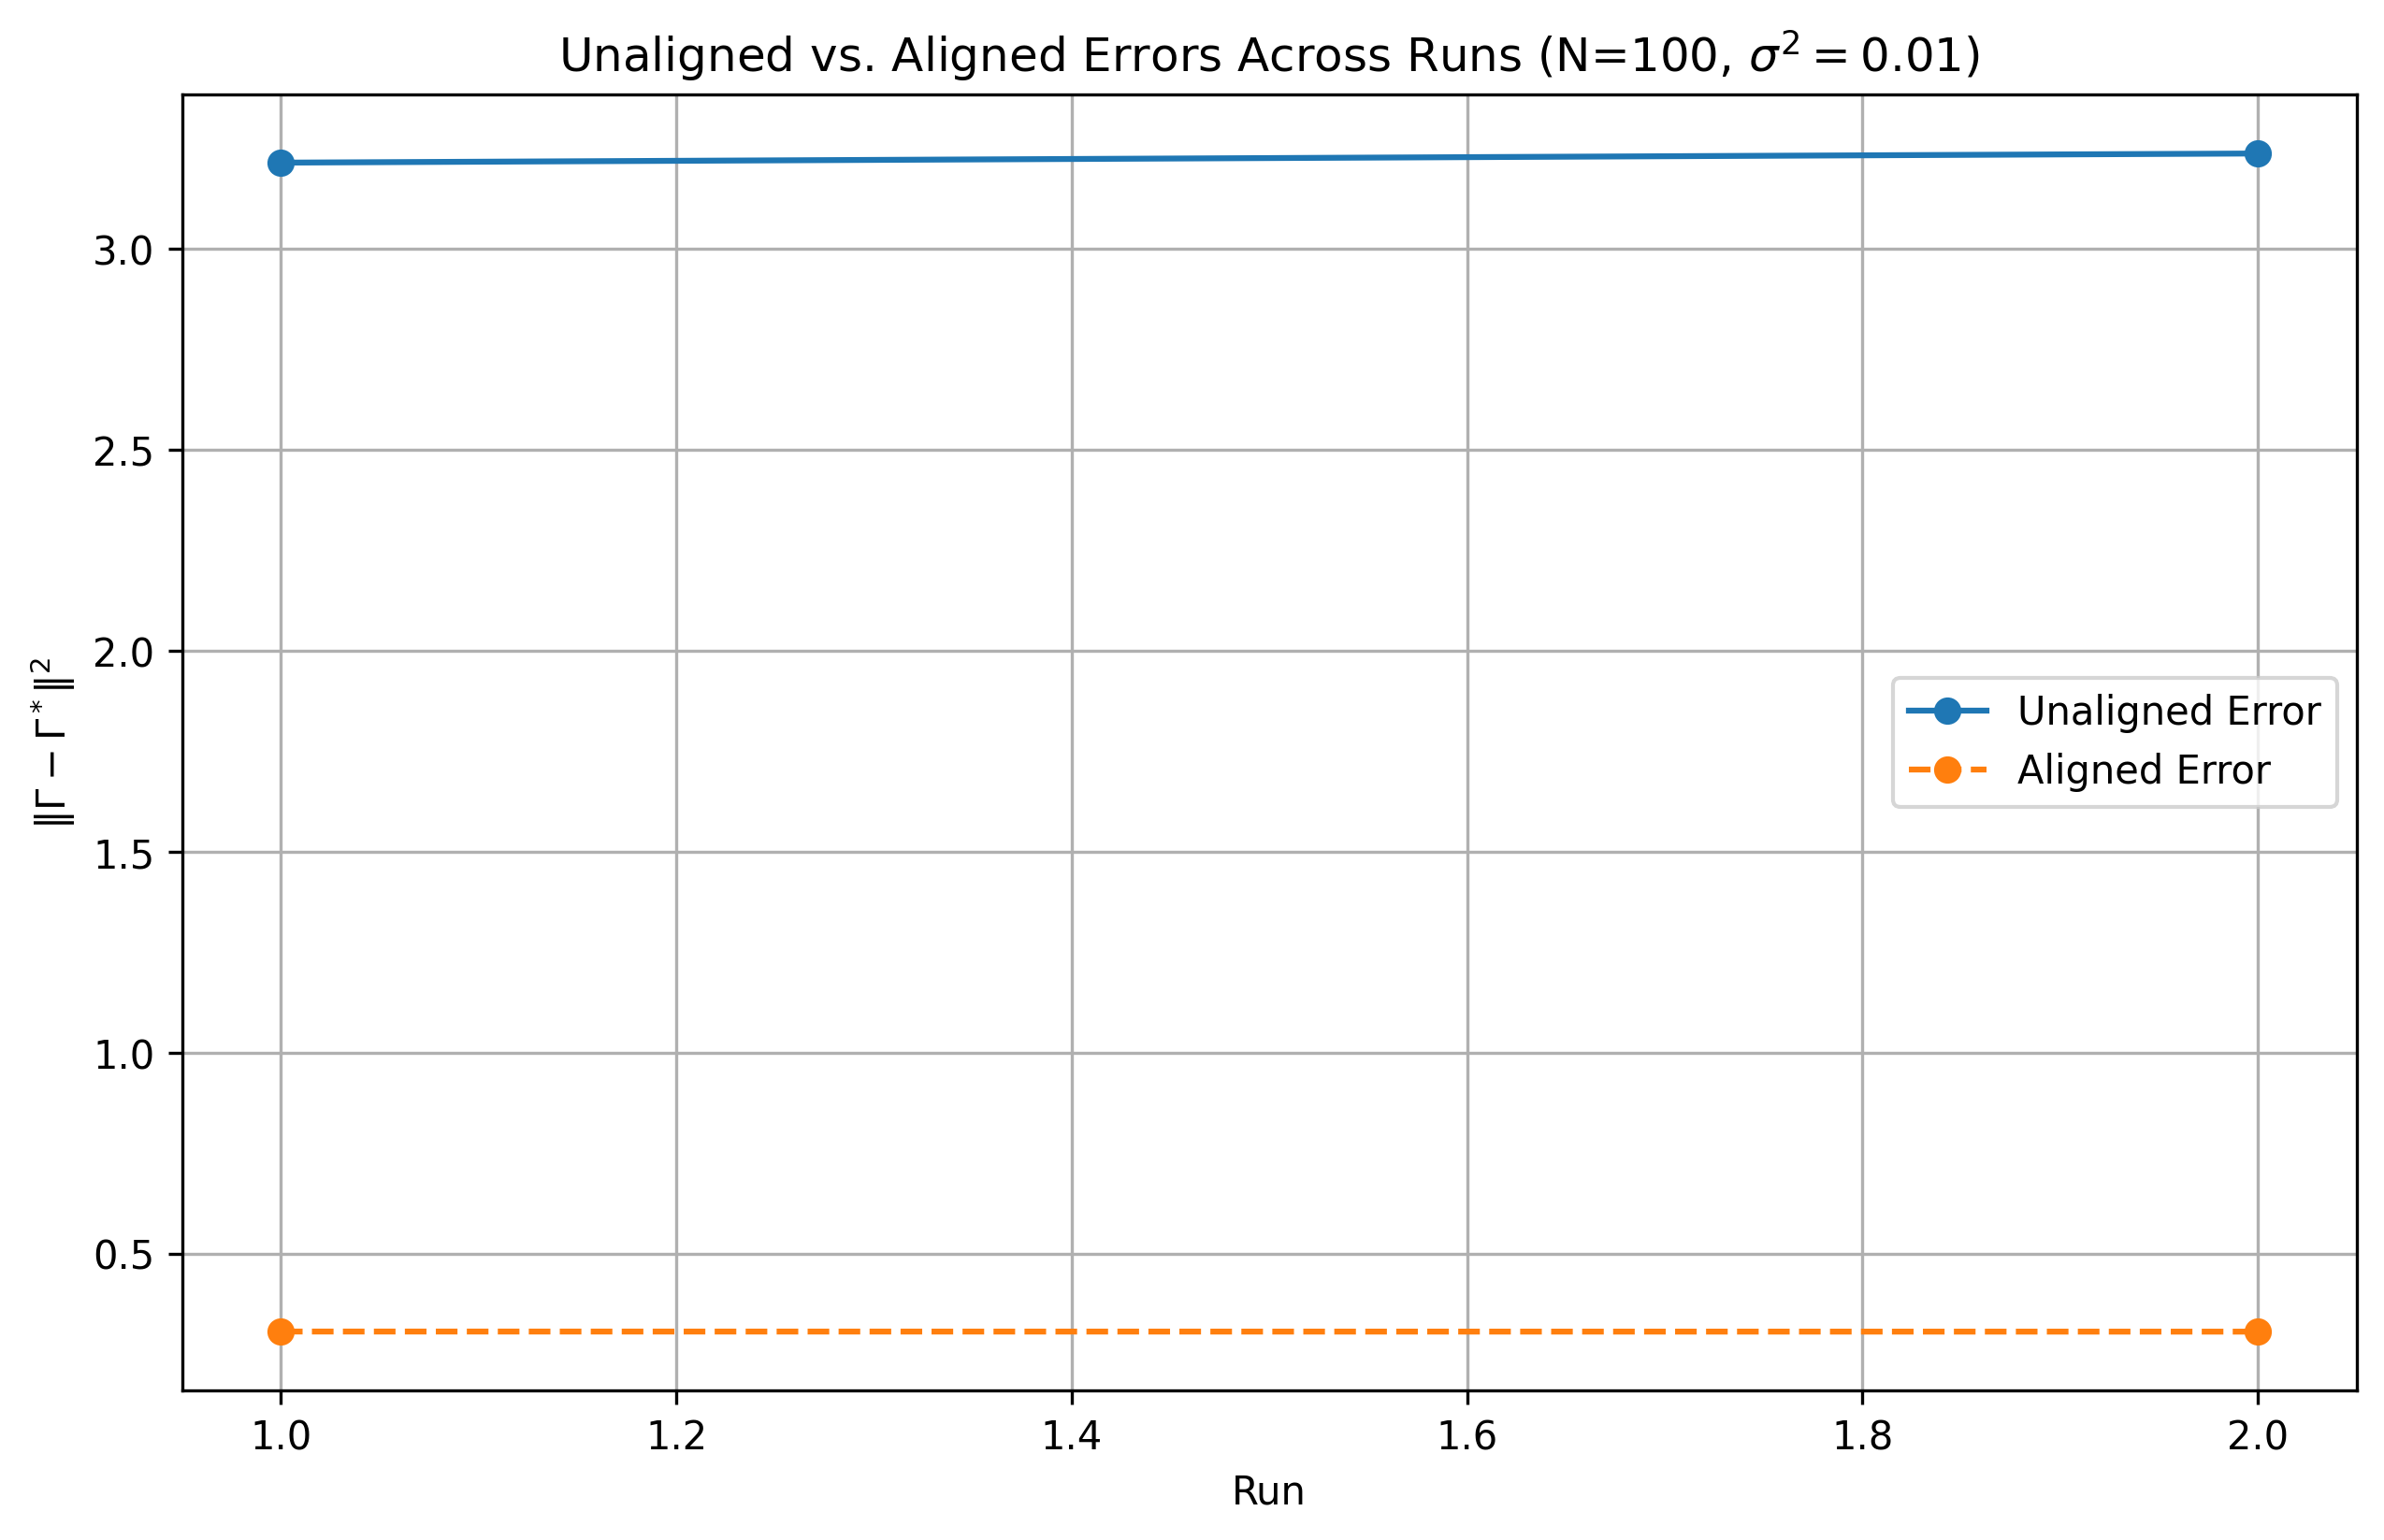 Unaligned vs. Aligned Errors Across Runs (N=100, σ² = 0.01)
‖Γ − Γ*‖²
3.0
2.5
2.0
1.5
1.0
0.5
Unaligned Error
Aligned Error
1.0 1.2 1.4 1.6 1.8 2.0
Run